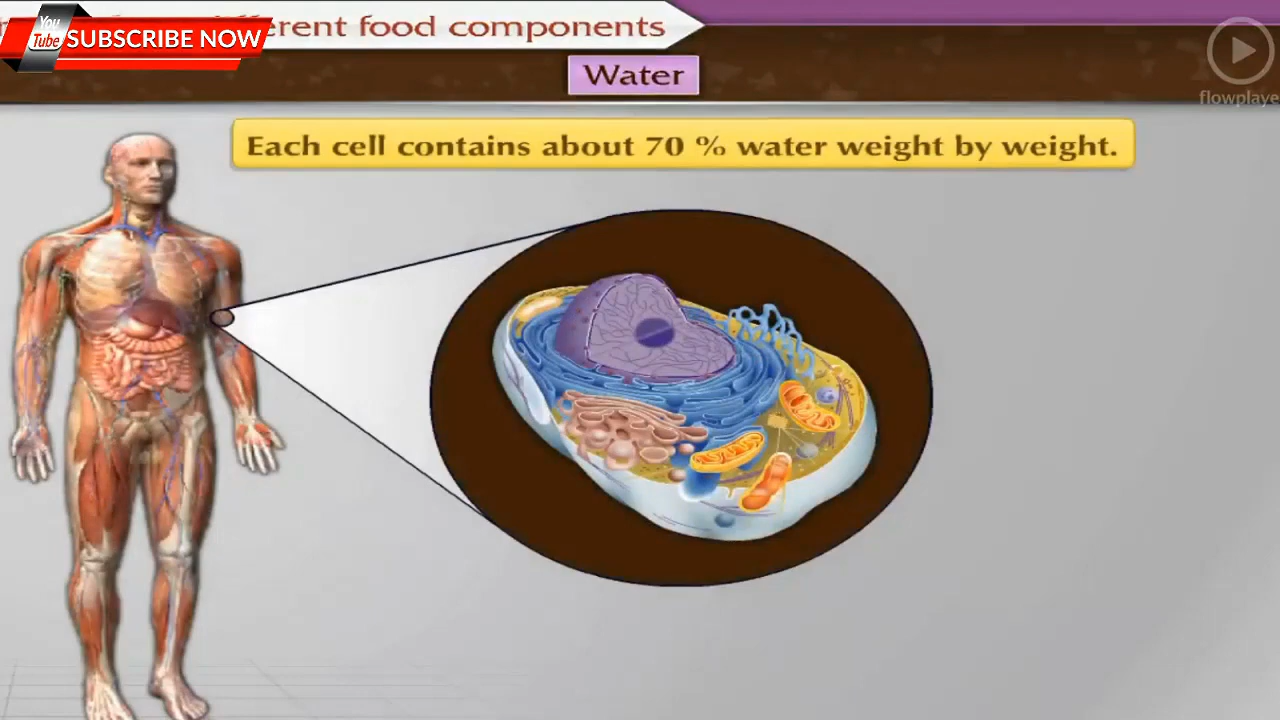 erent food components
You
Tube
SUBSCRIBE NOW
Water
flowplaye
Each cell contains about 70 % water weight by weight.